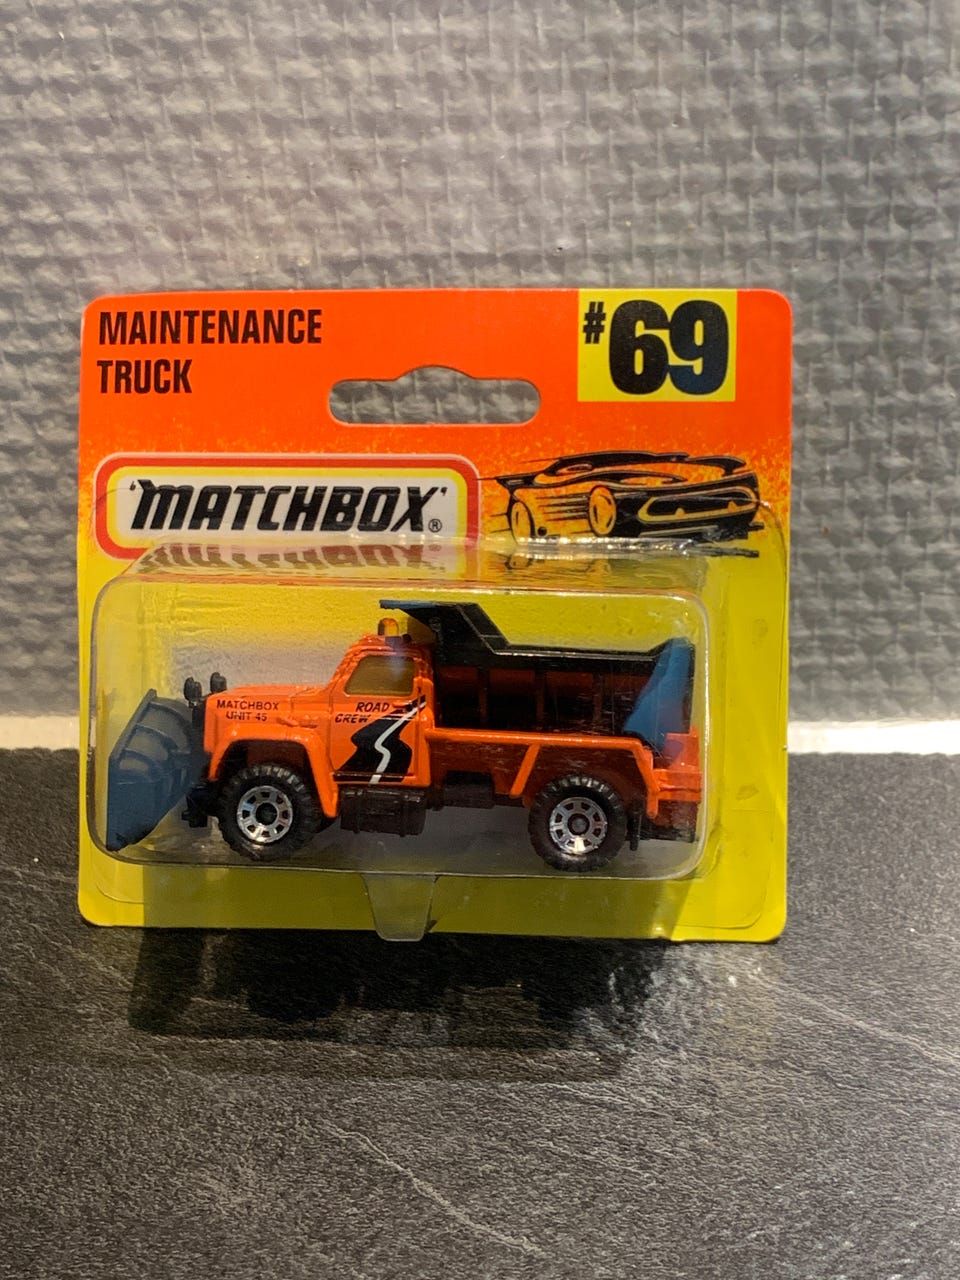 MAINTENANCE
TRUCK
#69
'MATCHBOX'®
MATCHBOX
UNIT 45
ROAD
CREW